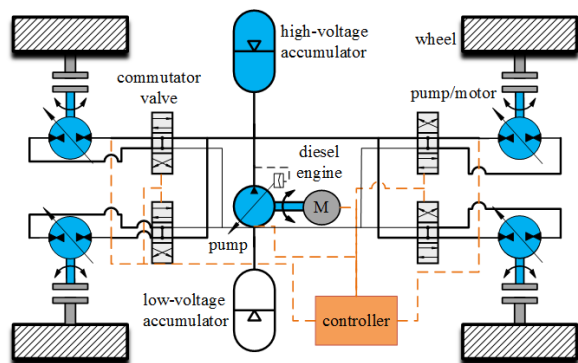 high-voltage
accumulator
wheel
commutator
valve
pump/motor
diesel
engine
M
pump
low-voltage
accumulator
controller